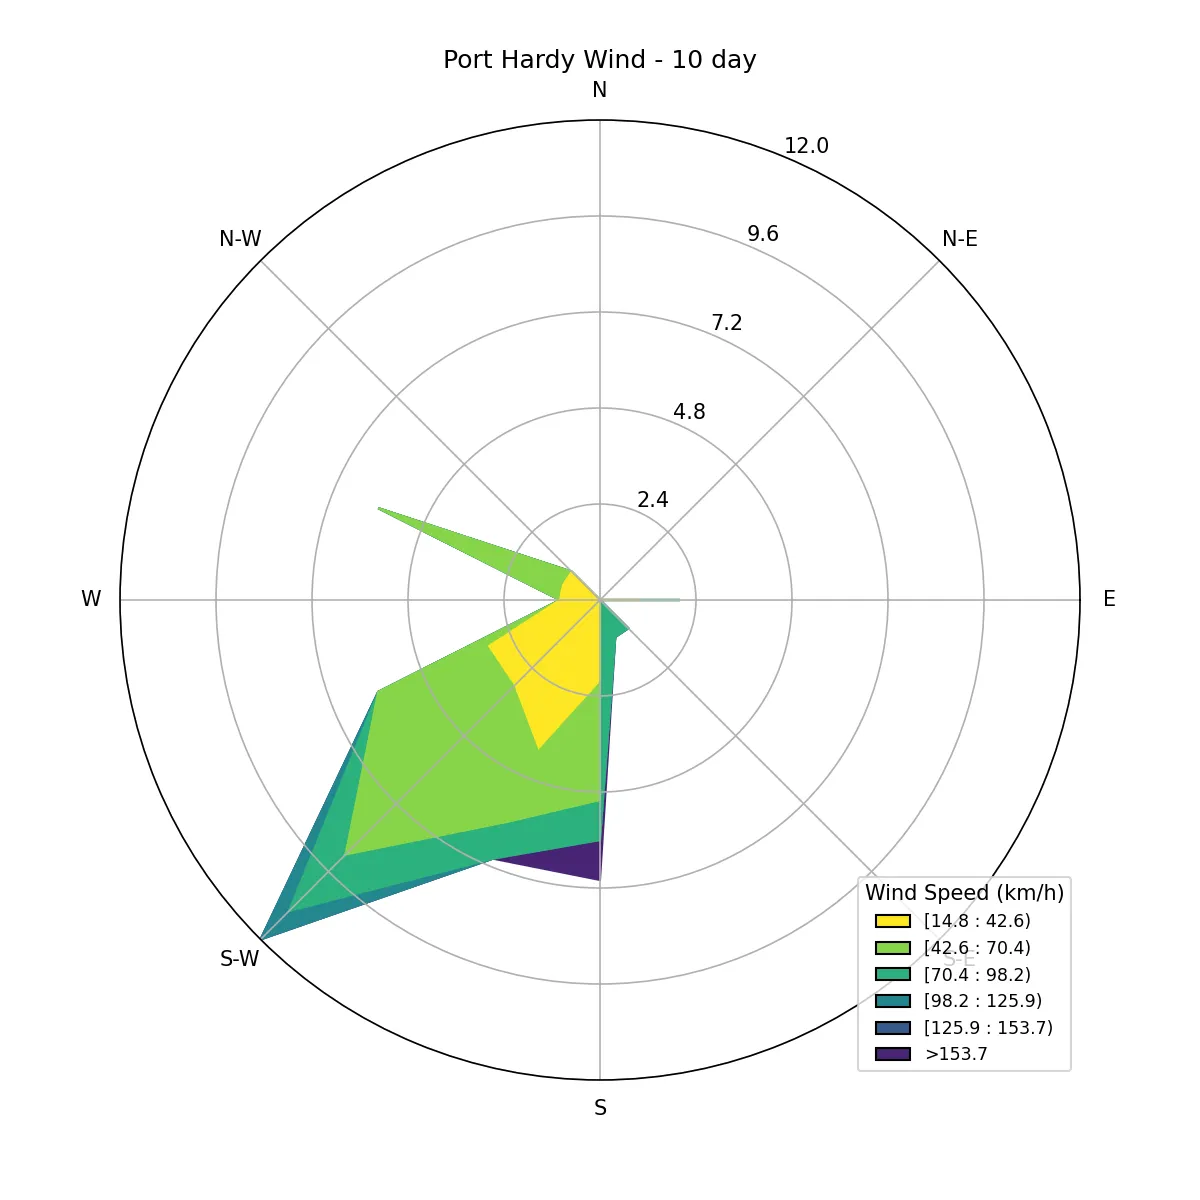 Port Hardy Wind - 10 day
N
12.0
N-W
9.6
N-E
7.2
4.8
2.4
W
E
Wind Speed (km/h)
[14.8 : 42.6)
[42.6 : 70.4)
S-W
S-E
[70.4 : 98.2)
[98.2 : 125.9)
[125.9 : 153.7)
>153.7
S